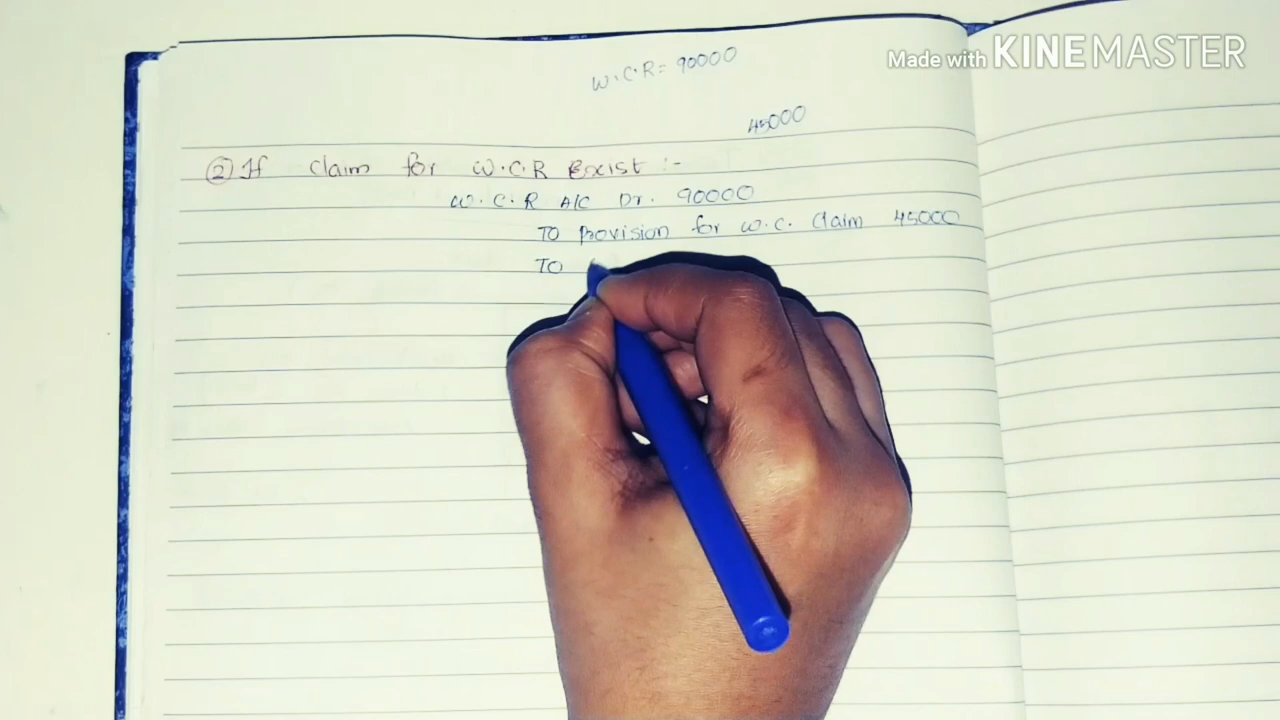 Made with KINEMASTER
W.C.R = 90000
45000
② If claim for W.C.R Exist :-
W.C.R A/C Dr. 90000
To provision for W.C. Claim 45000
To